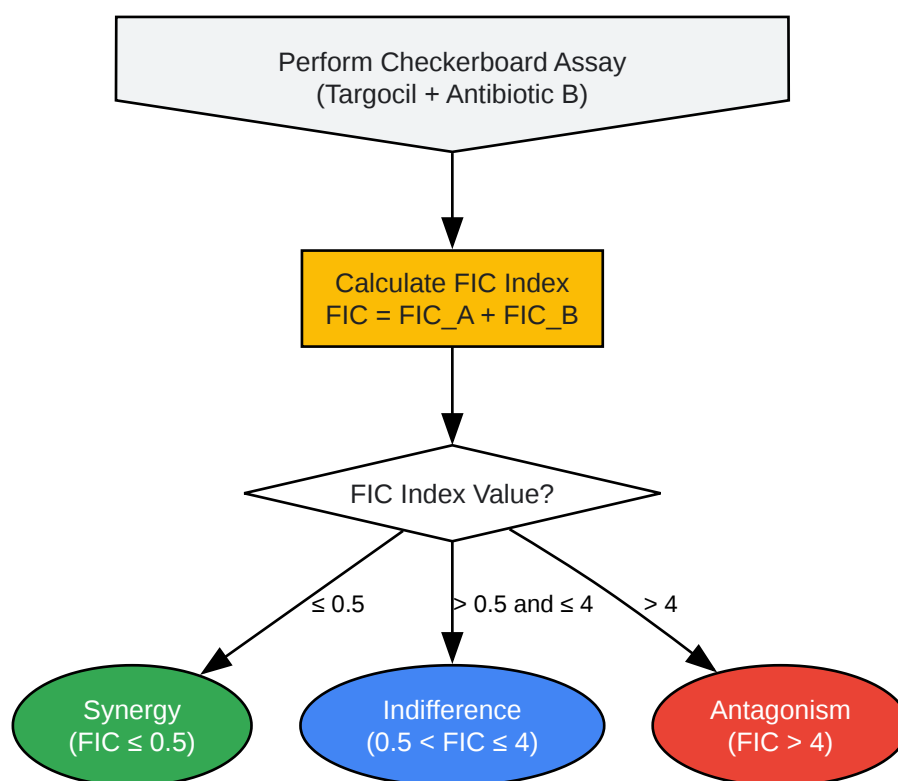 Perform Checkerboard Assay
(Targocil + Antibiotic B)
Calculate FIC Index
FIC = FIC_A + FIC_B
FIC Index Value?
≤ 0.5
> 0.5 and ≤ 4
> 4
Synergy
(FIC ≤ 0.5)
Indifference
(0.5 < FIC ≤ 4)
Antagonism
(FIC > 4)